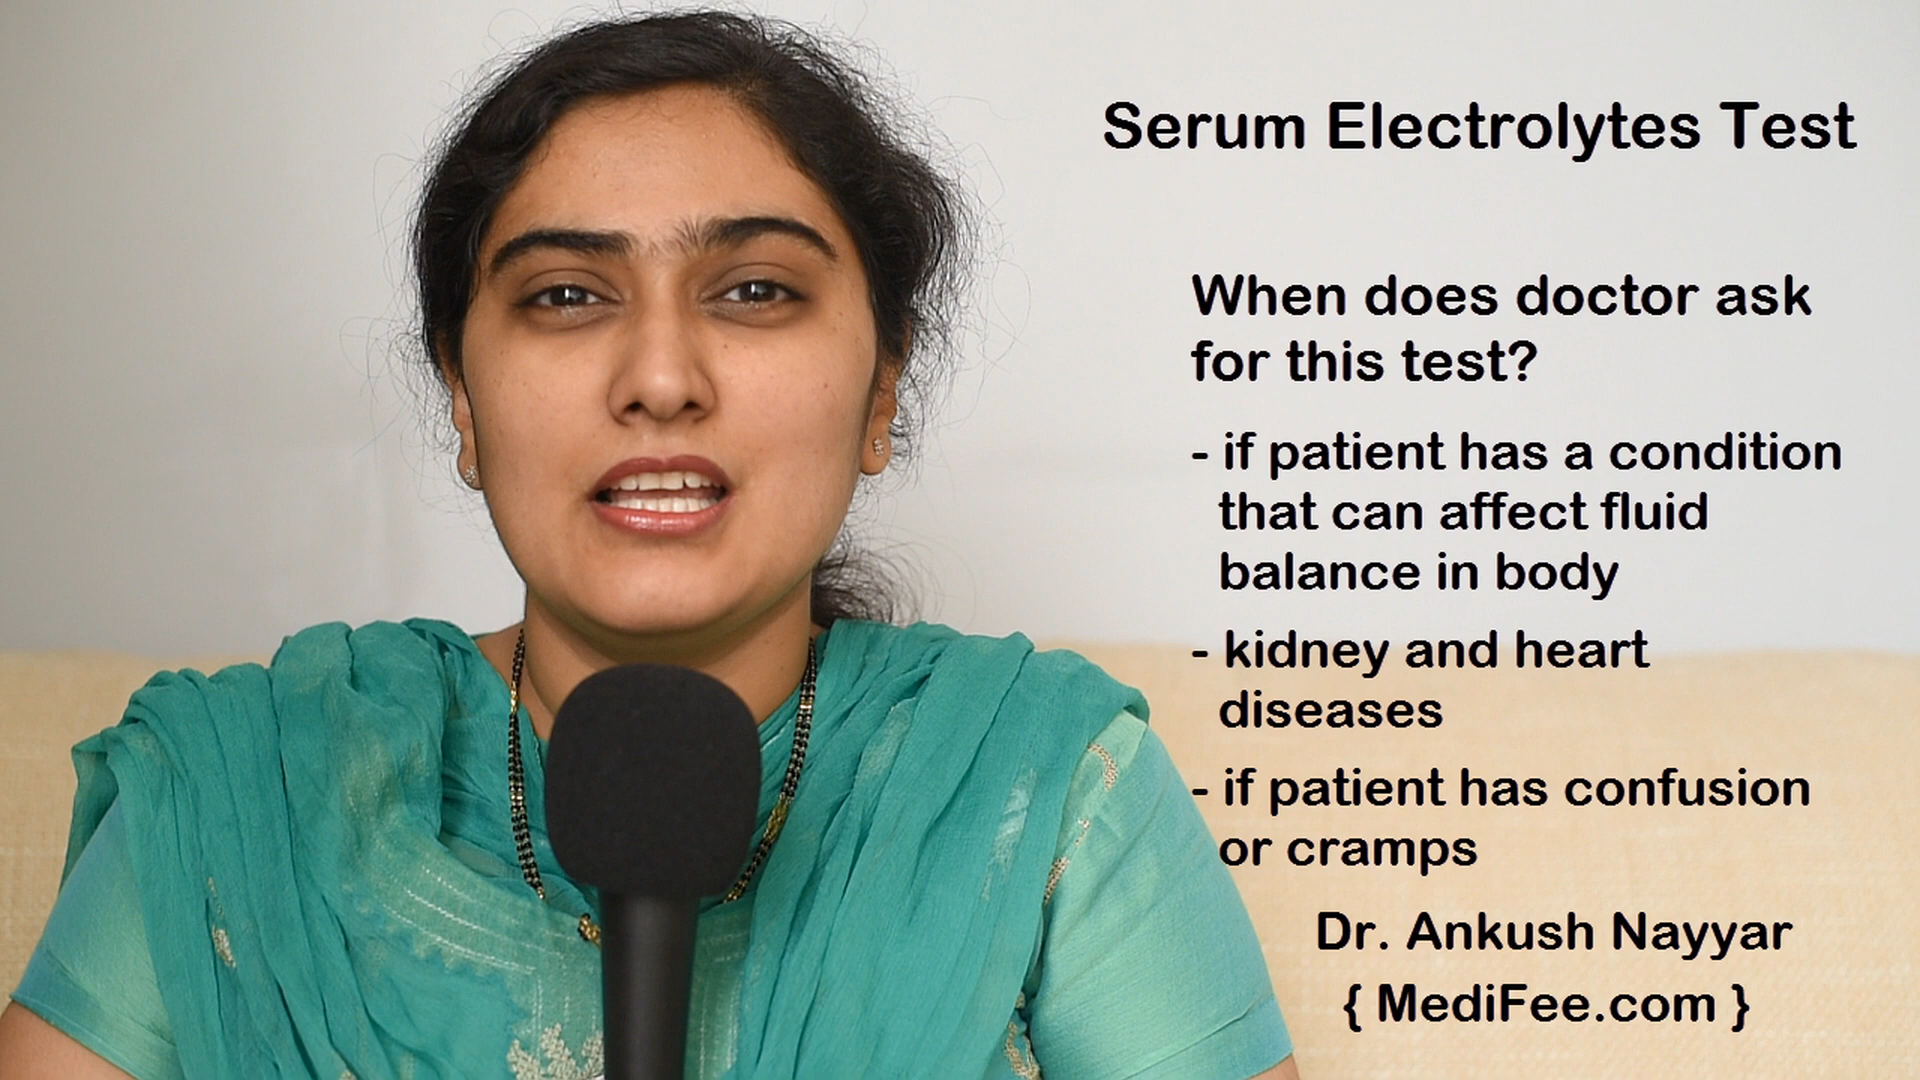 Serum Electrolytes Test
When does doctor ask
for this test?
- if patient has a condition
that can affect fluid
balance in body
- kidney and heart
diseases
- if patient has confusion
or cramps
Dr. Ankush Nayyar
{ MediFee.com }